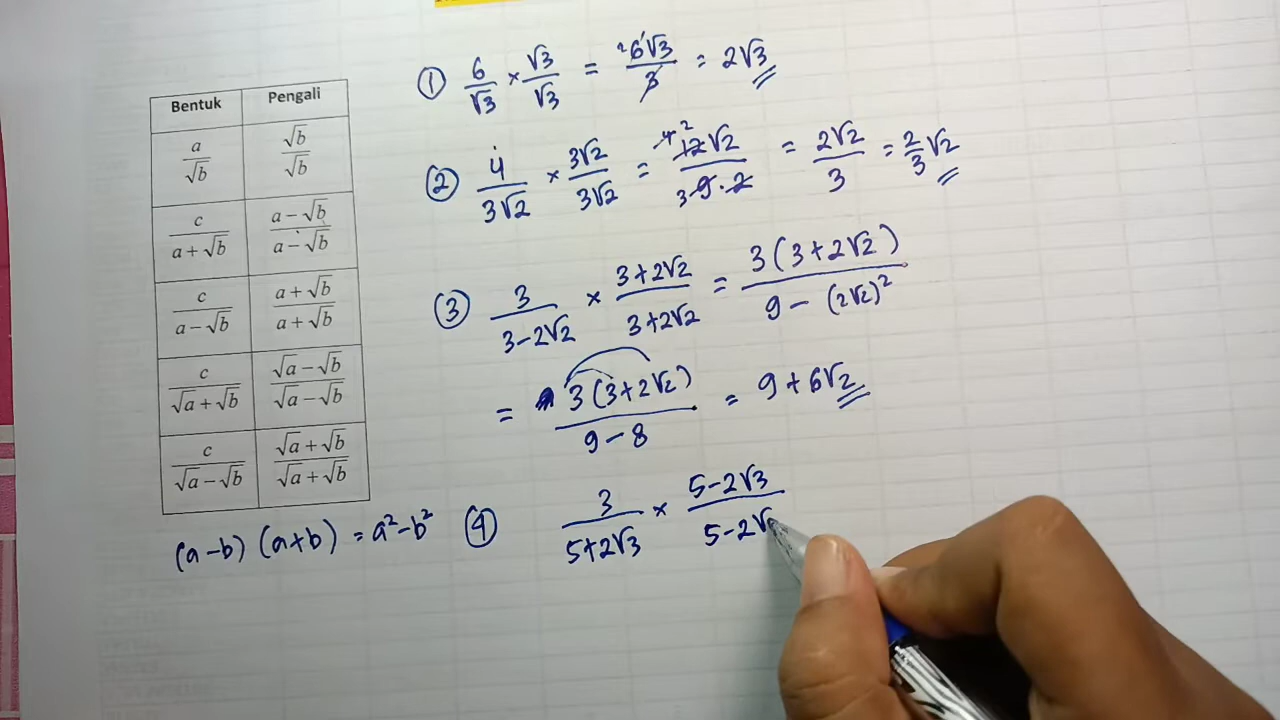 Bentuk Pengali
a/√b √b/√b
c/(a + √b) (a − √b)/(a − √b)
c/(a − √b) (a + √b)/(a + √b)
c/(√a + √b) (√a − √b)/(√a − √b)
c/(√a − √b) (√a + √b)/(√a + √b)
(a-b) (a+b) = a²-b²
① 6/√3 × √3/√3 = 6√3/3 = 2√3
② 4/3√2 × 3√2/3√2 = 12√2/9·2 = 2√2/3 = 2/3 √2
③ 3/(3-2√2) × (3+2√2)/(3+2√2) = 3(3+2√2)/(9-(2√2)²)
= 3(3+2√2)/(9-8) = 9+6√2
④ 3/(5+2√3) × (5-2√3)/(5-2√